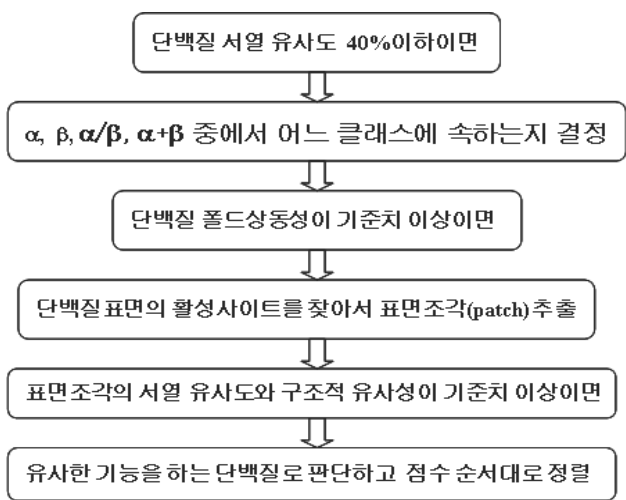 단백질 서열 유사도 40%이하이면
α, β, α/β, α+β 중에서 어느 클래스에 속하는지 결정
단백질 폴드상동성이 기준치 이상이면
단백질표면의 활성사이트를 찾아서 표면조각(patch)추출
표면조각의 서열 유사도와 구조적 유사성이 기준치 이상이면
유사한 기능을 하는 단백질로 판단하고 점수 순서대로 정렬